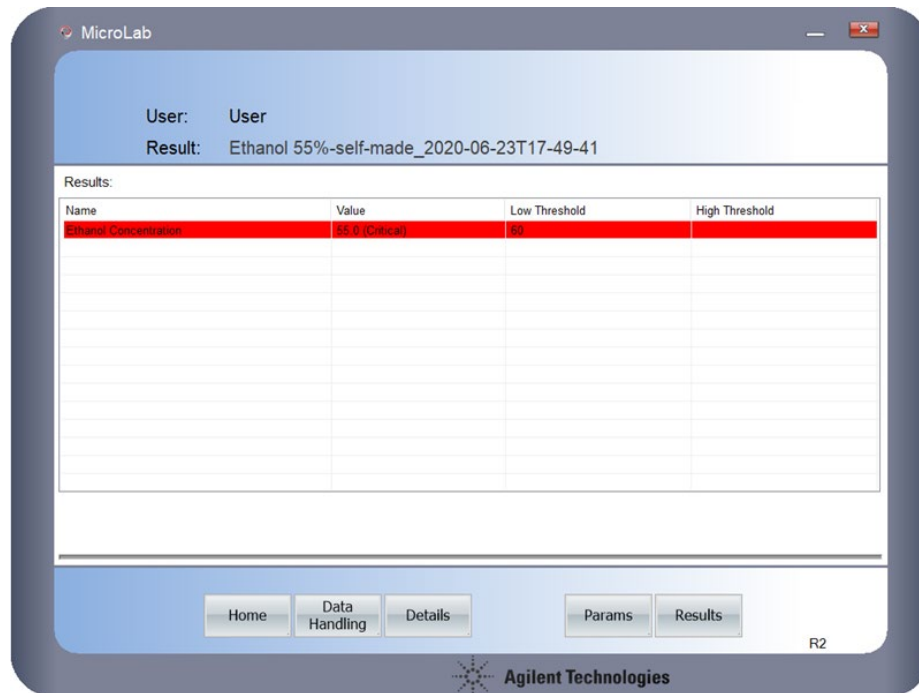 MicroLab
User: User
Result: Ethanol 55%-self-made_2020-06-23T17-49-41
Results:
Name Value Low Threshold High Threshold
Ethanol Concentration 55.0 (Critical) 60
Home Data Handling Details Params Results
R2
Agilent Technologies